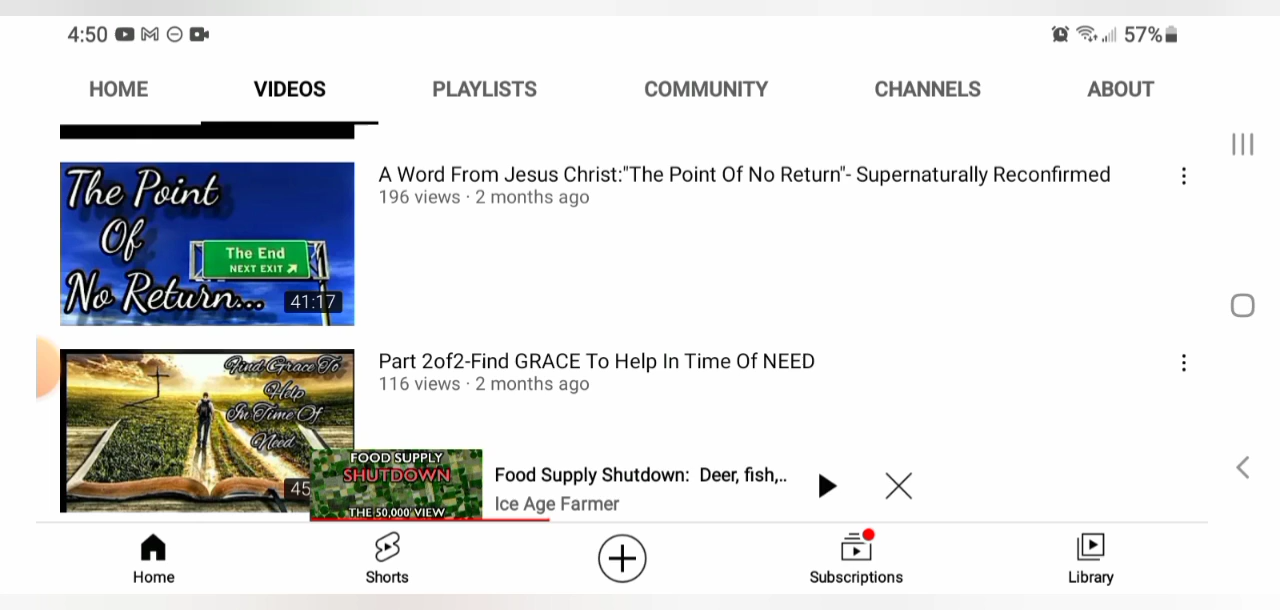 4:50
57%
HOME VIDEOS PLAYLISTS COMMUNITY CHANNELS ABOUT
The Point
Of
No Return...
The End
NEXT EXIT
41:17
A Word From Jesus Christ:"The Point Of No Return"- Supernaturally Reconfirmed
196 views · 2 months ago
Find Grace To
Help
In Time Of
Need
45
Part 2of2-Find GRACE To Help In Time Of NEED
116 views · 2 months ago
FOOD SUPPLY
SHUTDOWN
THE 50,000 VIEW
Food Supply Shutdown: Deer, fish,..
Ice Age Farmer
Home Shorts Subscriptions Library